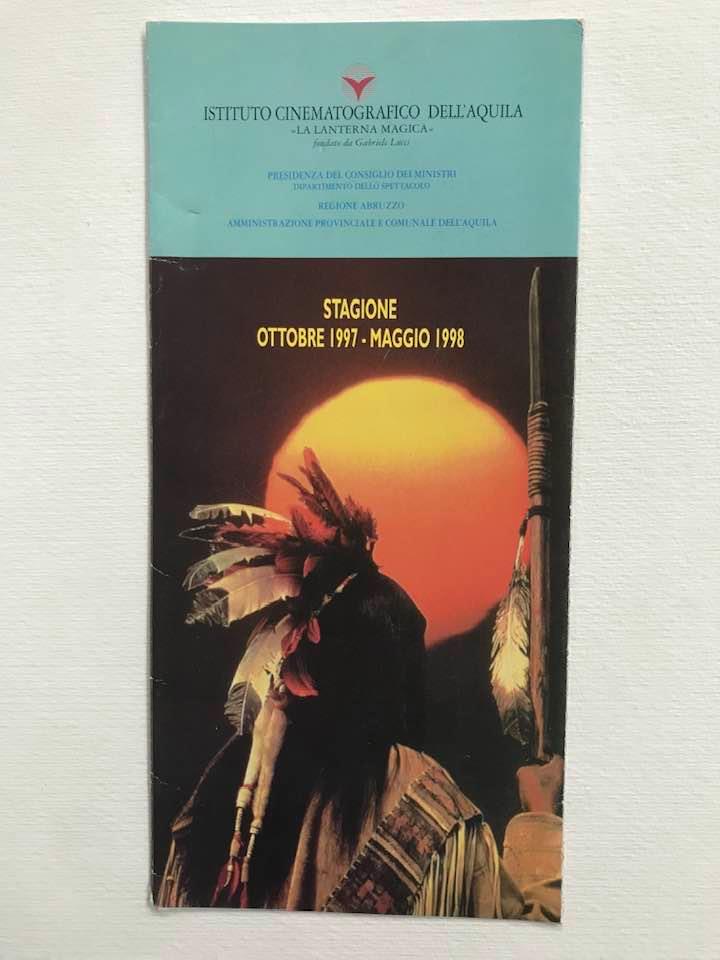 ISTITUTO CINEMATOGRAFICO DELL'AQUILA
«LA LANTERNA MAGICA»
fondato da Gabriele Lucci
PRESIDENZA DEL CONSIGLIO DEI MINISTRI
DIPARTIMENTO DELLO SPETTACOLO
REGIONE ABRUZZO
AMMINISTRAZIONE PROVINCIALE E COMUNALE DELL'AQUILA
STAGIONE
OTTOBRE 1997 - MAGGIO 1998